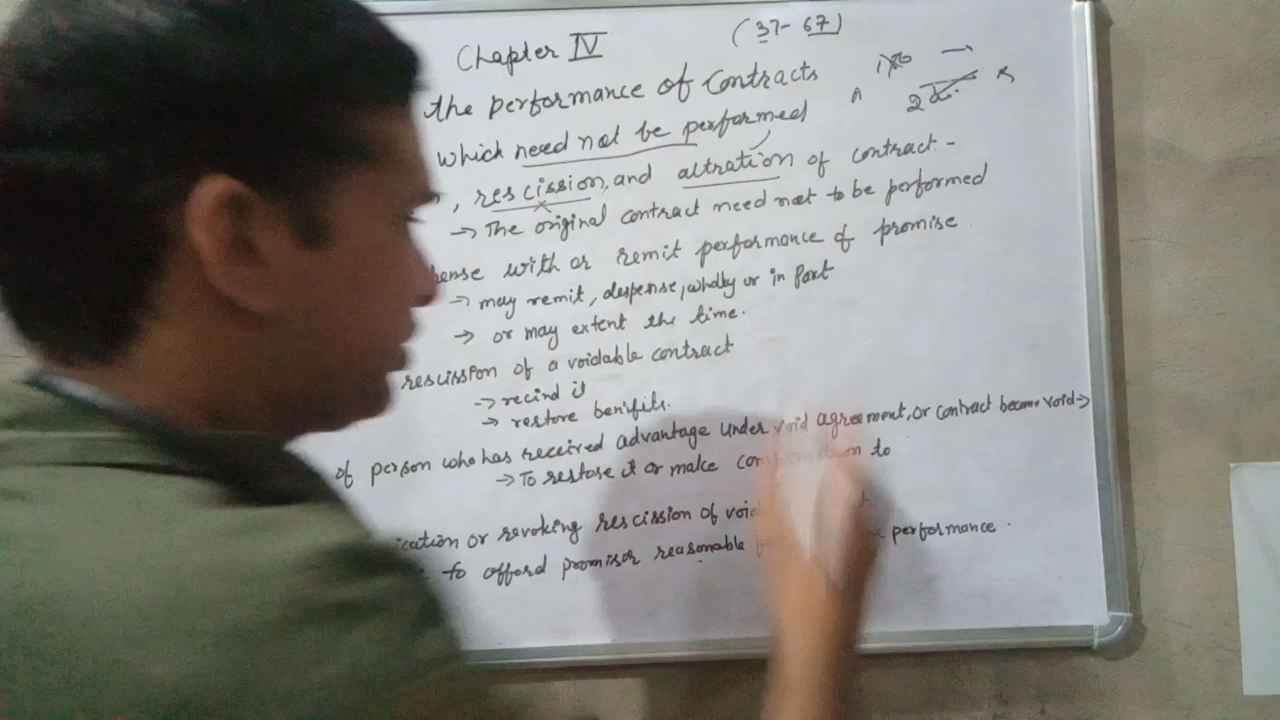 Chapter IV (37-67)
the performance of contracts
which need not be performed
, rescission, and altration of contract -
→ The original contract need not to be performed
pense with or remit performance of promise
→ may remit, despense, wholly or in part
→ or may extent the time.
rescission of a voidable contract
→ recind it
→ restore benifits.
of person who has received advantage under void agreement, or contract become void →
→ To restore it or make to
ication or revoking rescission of
to afford promisor reasonable performance.